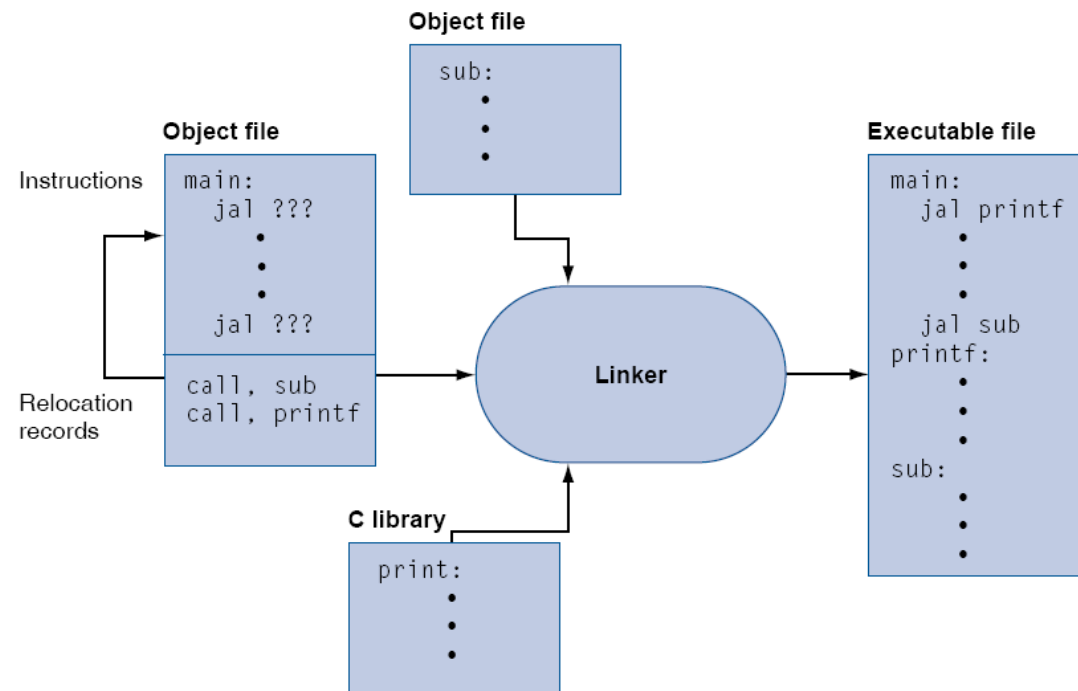 Object file
sub:
Object file
Instructions
main:
jal ???
jal ???
Relocation
records
call, sub
call, printf
Linker
C library
print:
Executable file
main:
jal printf
jal sub
printf:
sub: